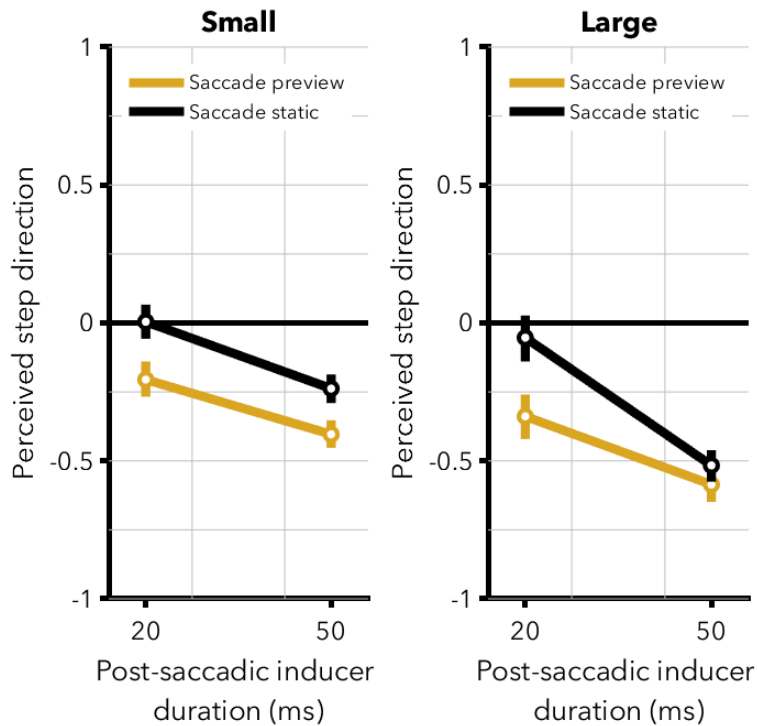 Small
1
Saccade preview
Saccade static
0.5
0
-0.5
-1
Perceived step direction
20 50
Post-saccadic inducer
duration (ms)
Large
1
Saccade preview
Saccade static
0.5
0
-0.5
-1
Perceived step direction
20 50
Post-saccadic inducer
duration (ms)